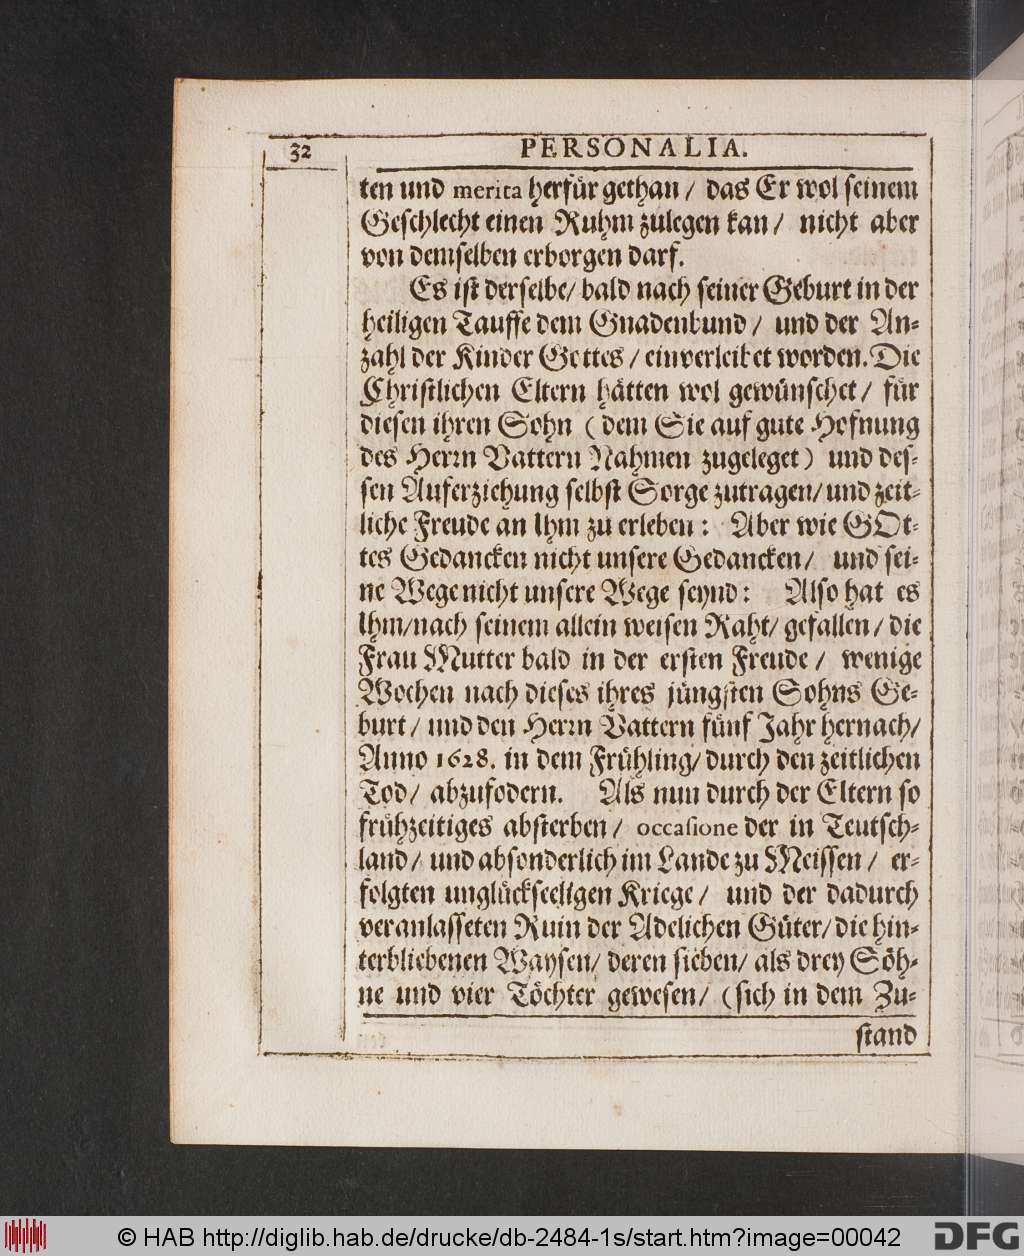 32 PERSONALIA.
ten und merita herfür gethan / das Er wol seinem
Geschlecht einen Ruhm zulegen kan / nicht aber
von demselben erborgen darf.
Es ist derselbe / bald nach seiner Geburt in der
heiligen Tauffe dem Gnadenbund / und der An-
zahl der Kinder Gottes / einverleibet worden. Die
Christlichen Eltern hätten wol gewünschet / für
diesen ihren Sohn ( dem Sie auf gute Hofnung
des Herrn Vattern Nahmen zugeleget ) und des-
sen Auferziehung selbst Sorge zutragen / und zeit-
liche Freude an Ihm zu erleben : Aber wie GOt-
tes Gedancken nicht unsere Gedancken / und sei-
ne Wege nicht unsere Wege seynd : Also hat es
Ihm / nach seinem allein weisen Raht / gefallen / die
Frau Mutter bald in der ersten Freude / wenige
Wochen nach dieses ihres jüngsten Sohns Ge-
burt / und den Herrn Vattern fünf Jahr hernach /
Anno 1628. in dem Frühling / durch den zeitlichen
Tod / abzufodern. Als nun durch der Eltern so
frühzeitiges absterben / occasione der in Teutsch-
land / und absonderlich im Lande zu Meissen / er-
folgten unglückseeligen Kriege / und der dadurch
veranlasseten Ruin der Adelichen Güter / die hin-
terbliebenen Waysen / deren sieben / als drey Söh-
ne und vier Töchter gewesen / ( sich in dem Zu-
stand
© HAB http://diglib.hab.de/drucke/db-2484-1s/start.htm?image=00042
DFG